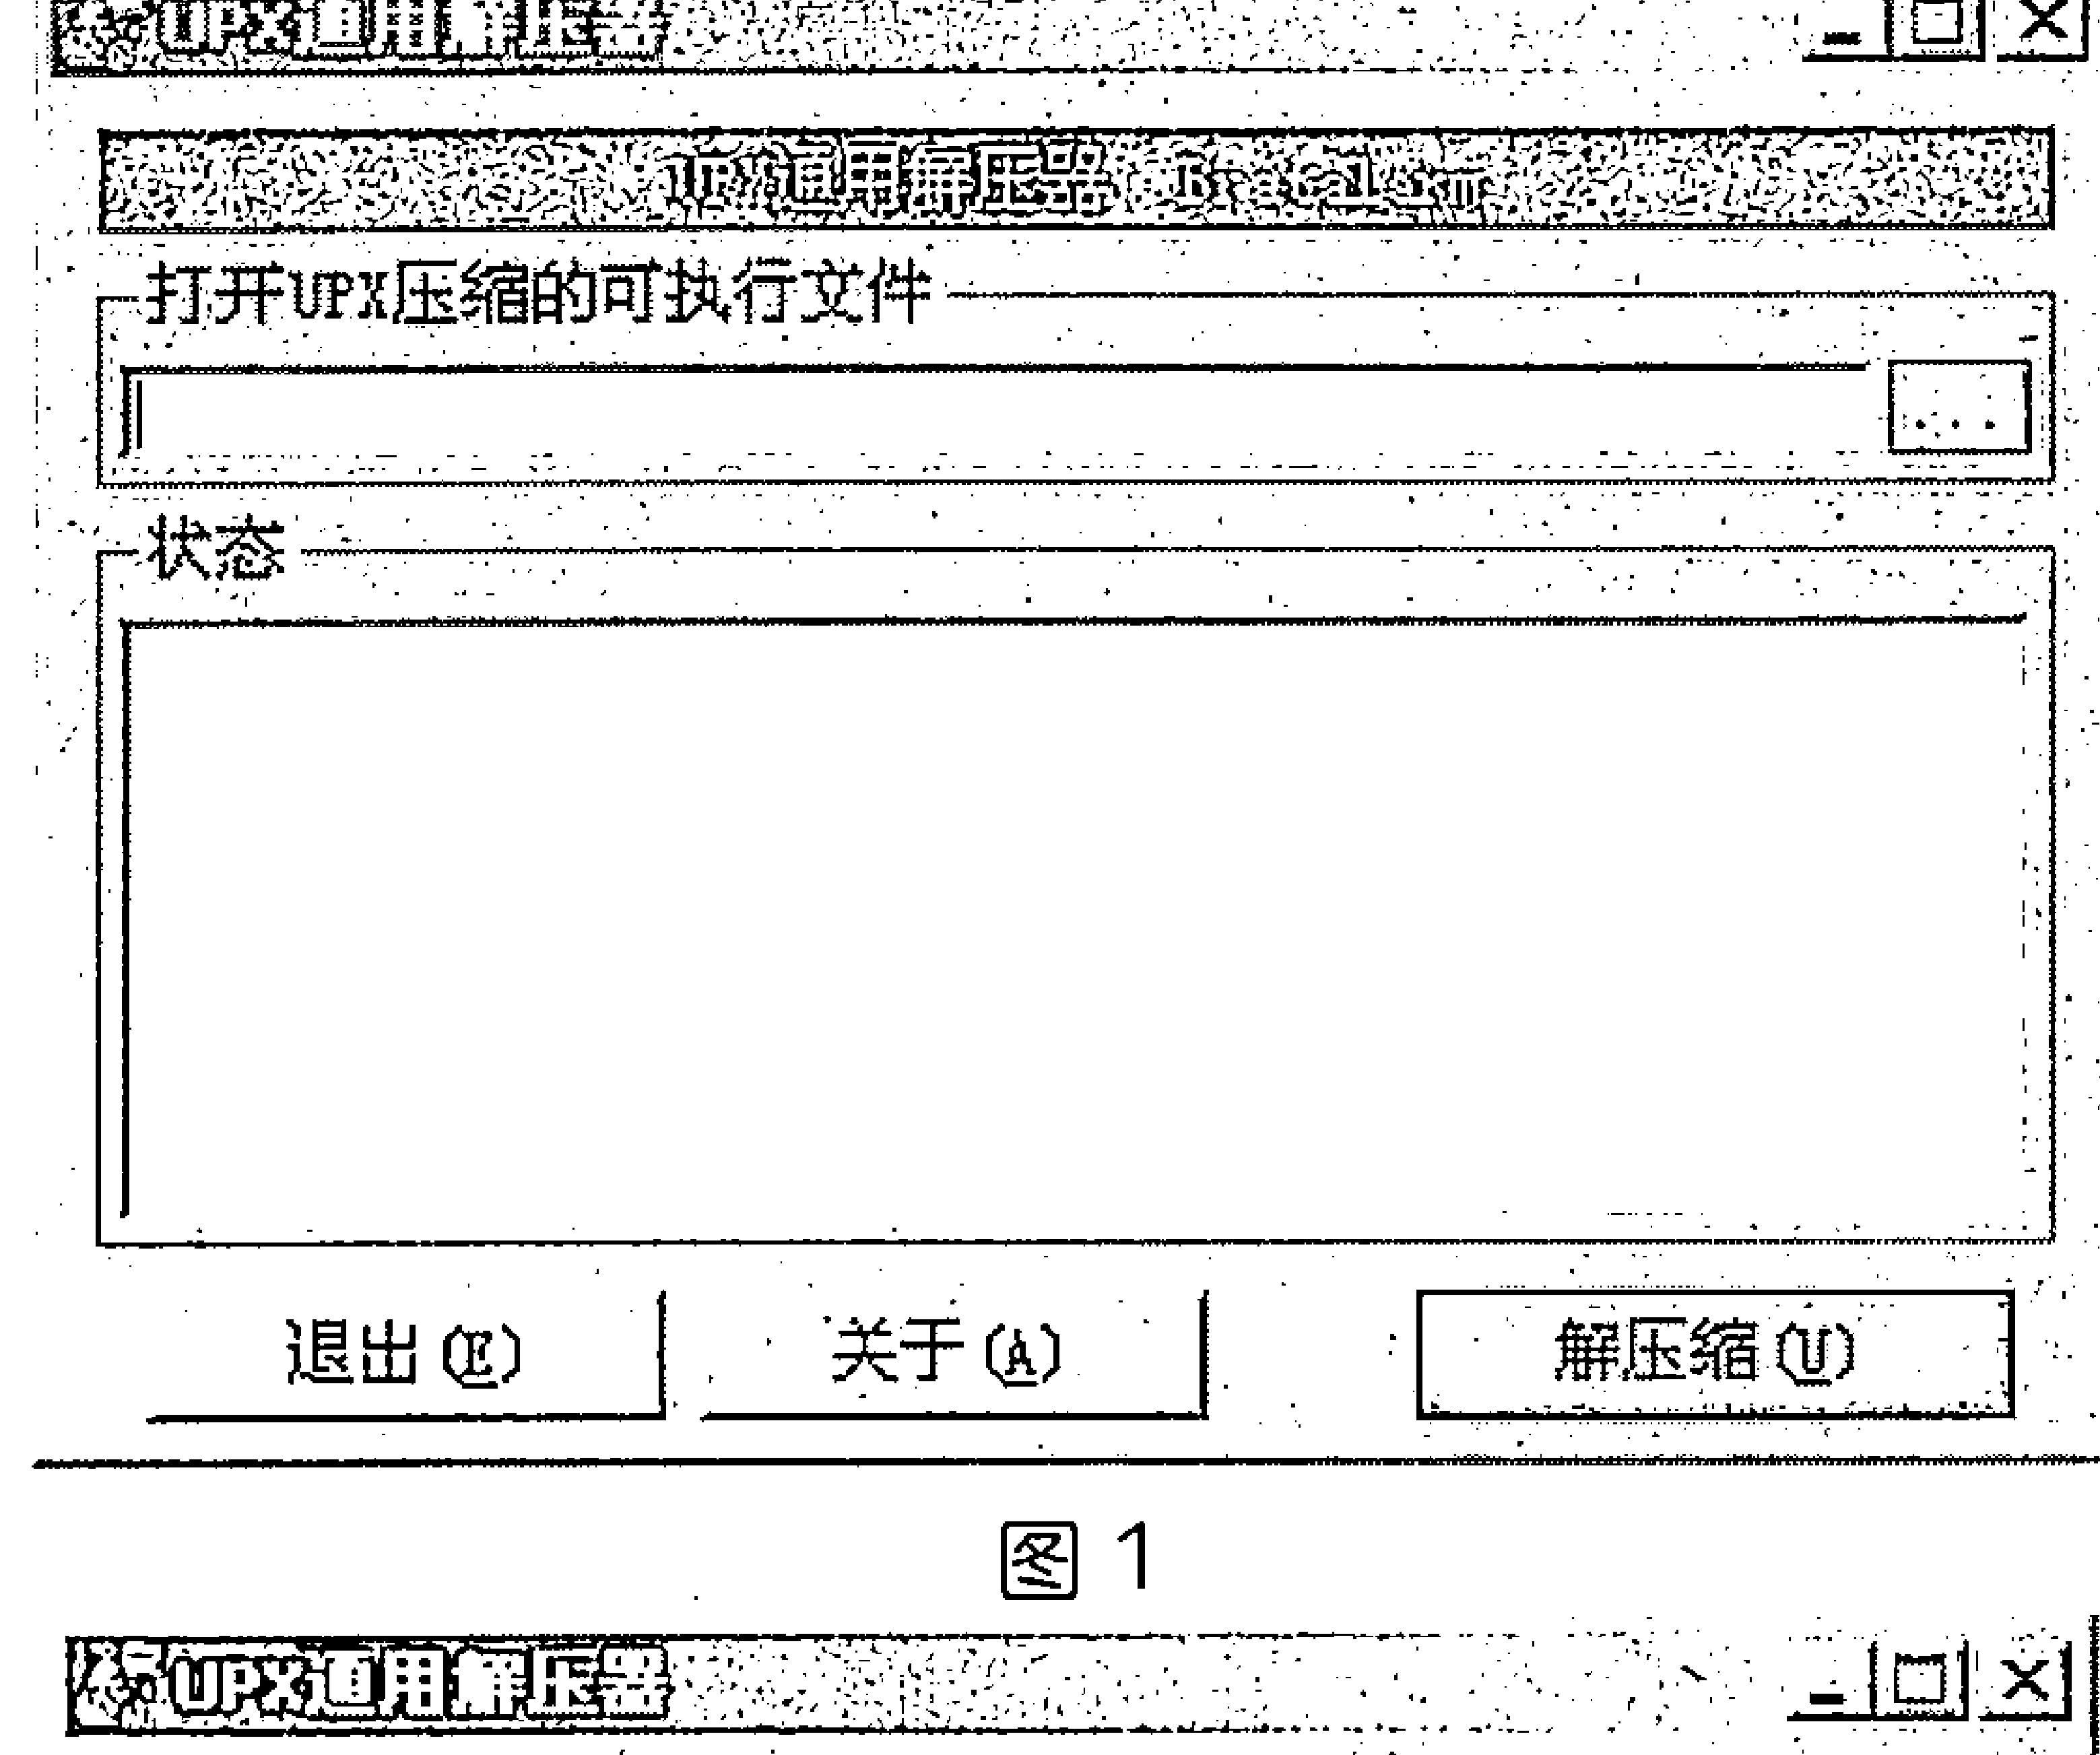 UPX通用解压器
UPX通用解压器
打开UPX压缩的可执行文件
...
状态
退出(E) 关于(A) 解压缩(U)
图 1
UPX通用解压器